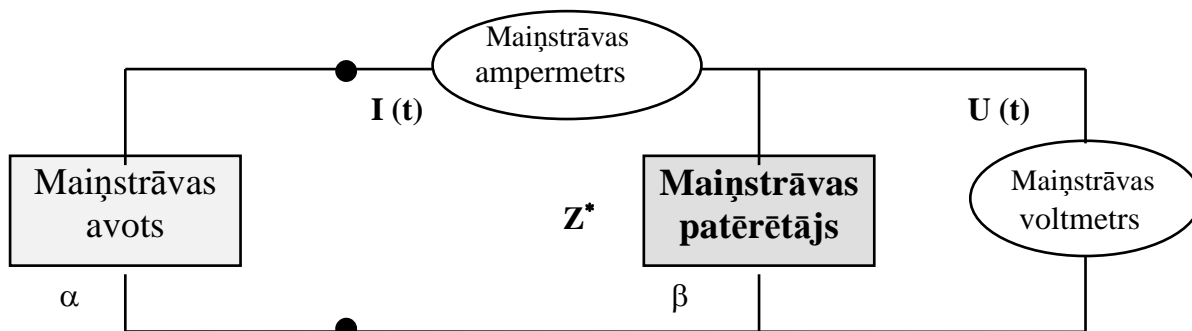 Maiņstrāvas
ampermetrs
I (t)
U (t)
Maiņstrāvas
avots
Z*
Maiņstrāvas
patērētājs
Maiņstrāvas
voltmetrs
α
β